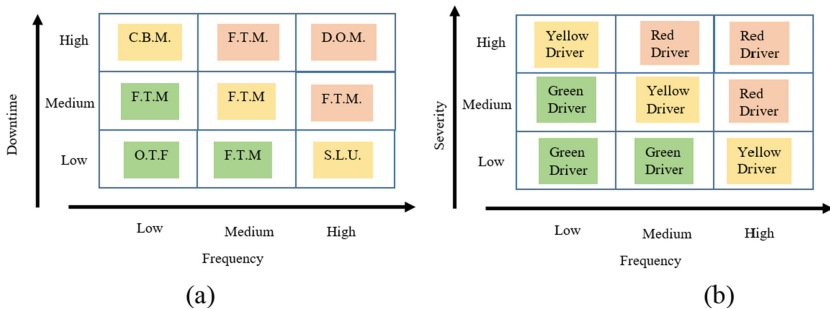 Downtime
High
C.B.M.
F.T.M.
D.O.M.
Medium
F.T.M
F.T.M
F.T.M.
Low
O.T.F
F.T.M
S.L.U.
Low
Medium
High
Frequency
(a)
Severity
High
Yellow
Driver
Red
Driver
Red
Driver
Medium
Green
Driver
Yellow
Driver
Red
Driver
Low
Green
Driver
Green
Driver
Yellow
Driver
Low
Medium
High
Frequency
(b)